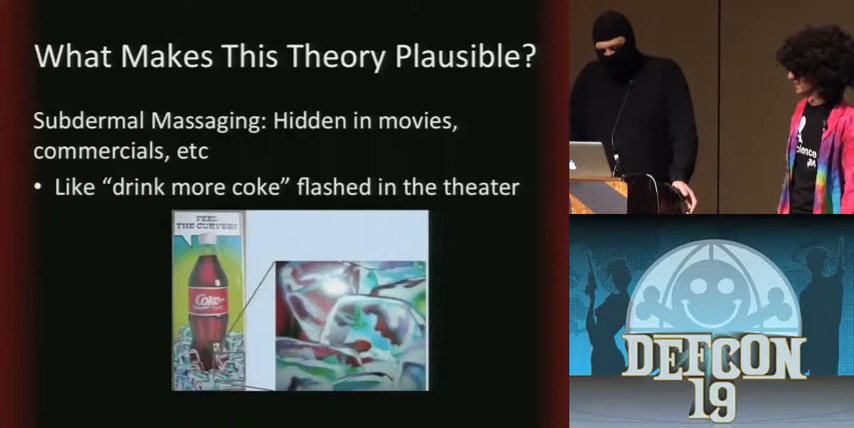 What Makes This Theory Plausible?
Subdermal Massaging: Hidden in movies,
commercials, etc
• Like “drink more coke” flashed in the theater
FEEL
THE CURVES!!
Coke
DEFCON
19